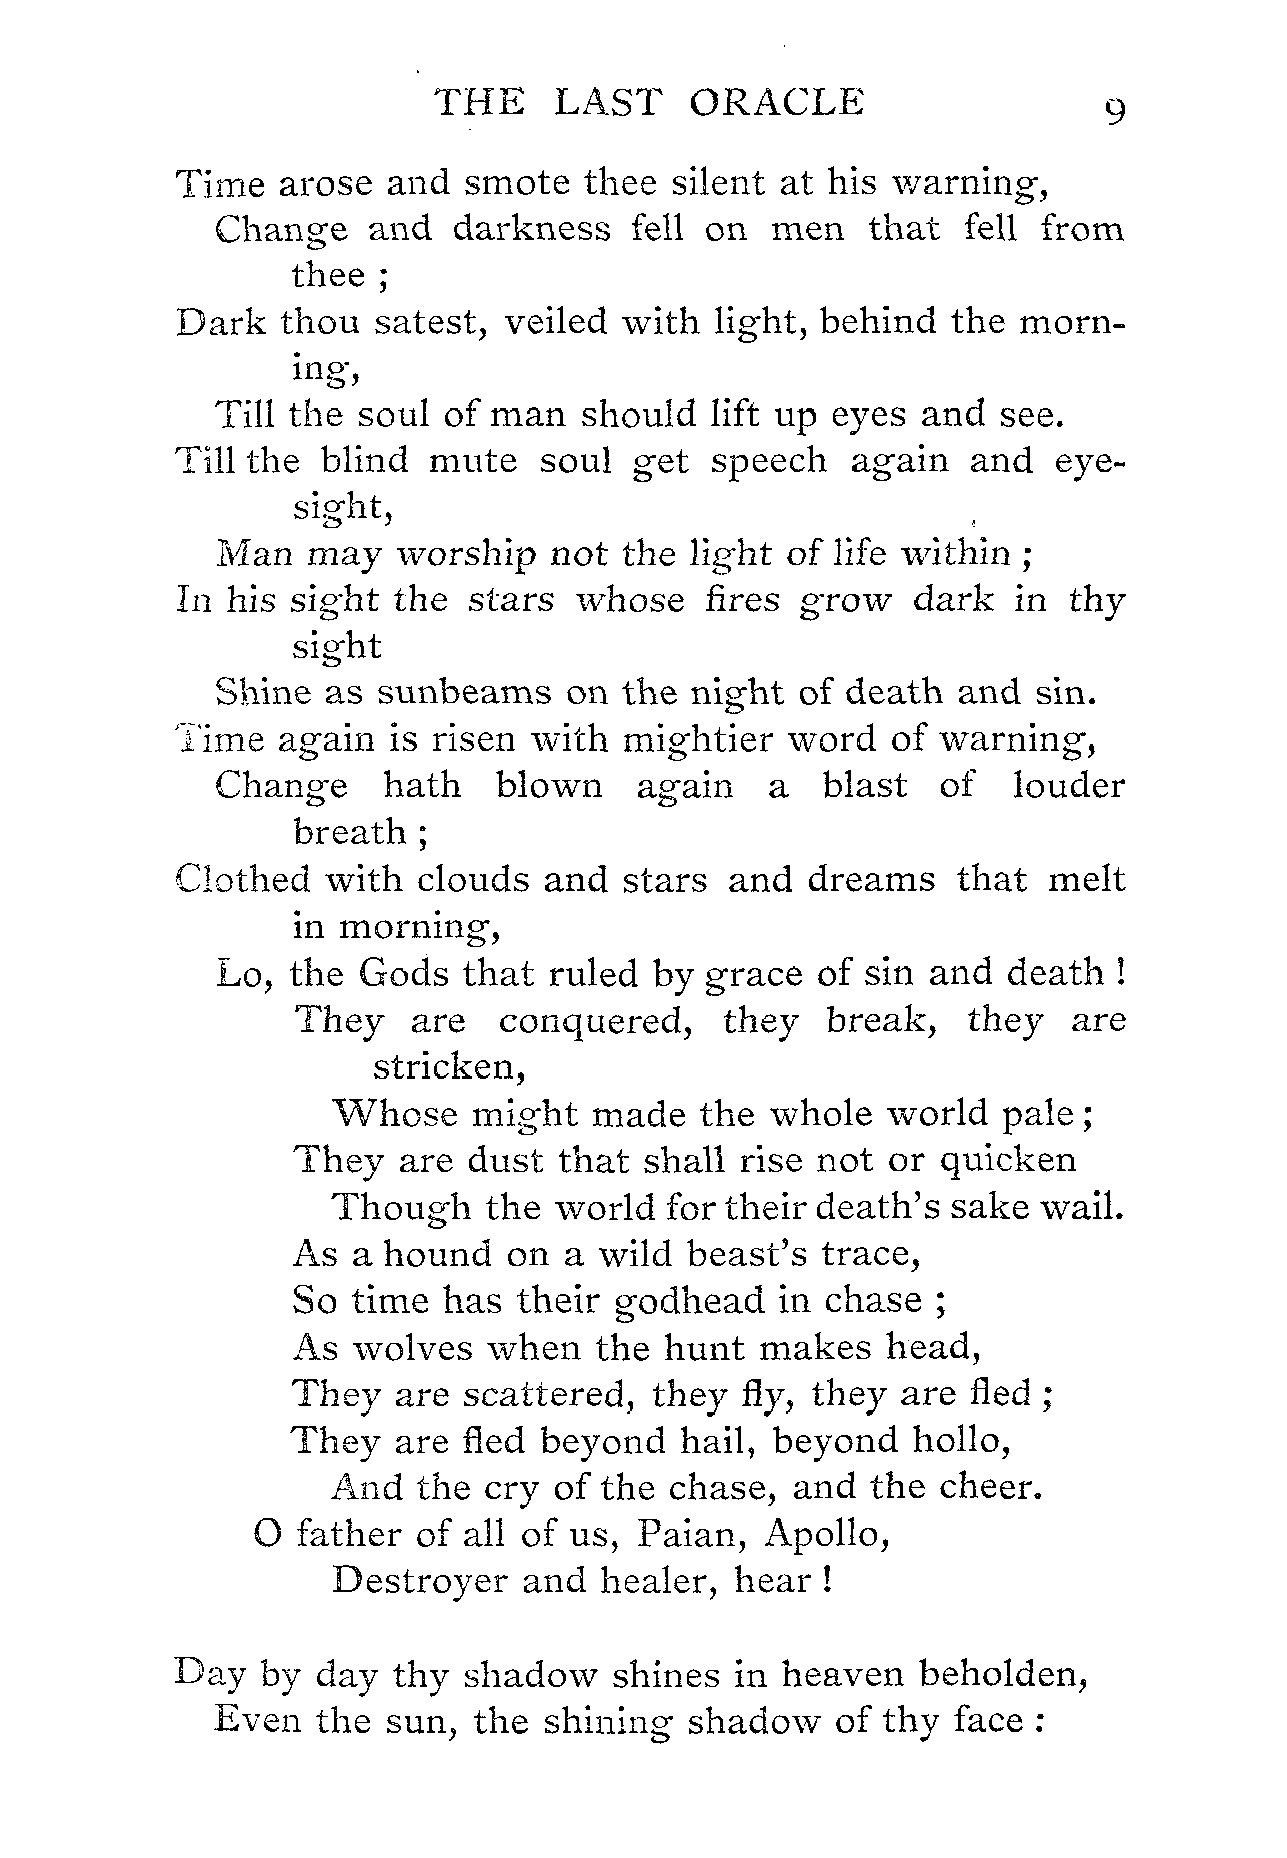 THE LAST ORACLE 9
Time arose and smote thee silent at his warning,
Change and darkness fell on men that fell from
thee ;
Dark thou satest, veiled with light, behind the morn-
ing,
Till the soul of man should lift up eyes and see.
Till the blind mute soul get speech again and eye-
sight,
Man may worship not the light of life within ;
In his sight the stars whose fires grow dark in thy
sight
Shine as sunbeams on the night of death and sin.
Time again is risen with mightier word of warning,
Change hath blown again a blast of louder
breath ;
Clothed with clouds and stars and dreams that melt
in morning,
Lo, the Gods that ruled by grace of sin and death !
They are conquered, they break, they are
stricken,
Whose might made the whole world pale ;
They are dust that shall rise not or quicken
Though the world for their death's sake wail.
As a hound on a wild beast's trace,
So time has their godhead in chase ;
As wolves when the hunt makes head,
They are scattered, they fly, they are fled ;
They are fled beyond hail, beyond hollo,
And the cry of the chase, and the cheer.
O father of all of us, Paian, Apollo,
Destroyer and healer, hear !
Day by day thy shadow shines in heaven beholden,
Even the sun, the shining shadow of thy face :